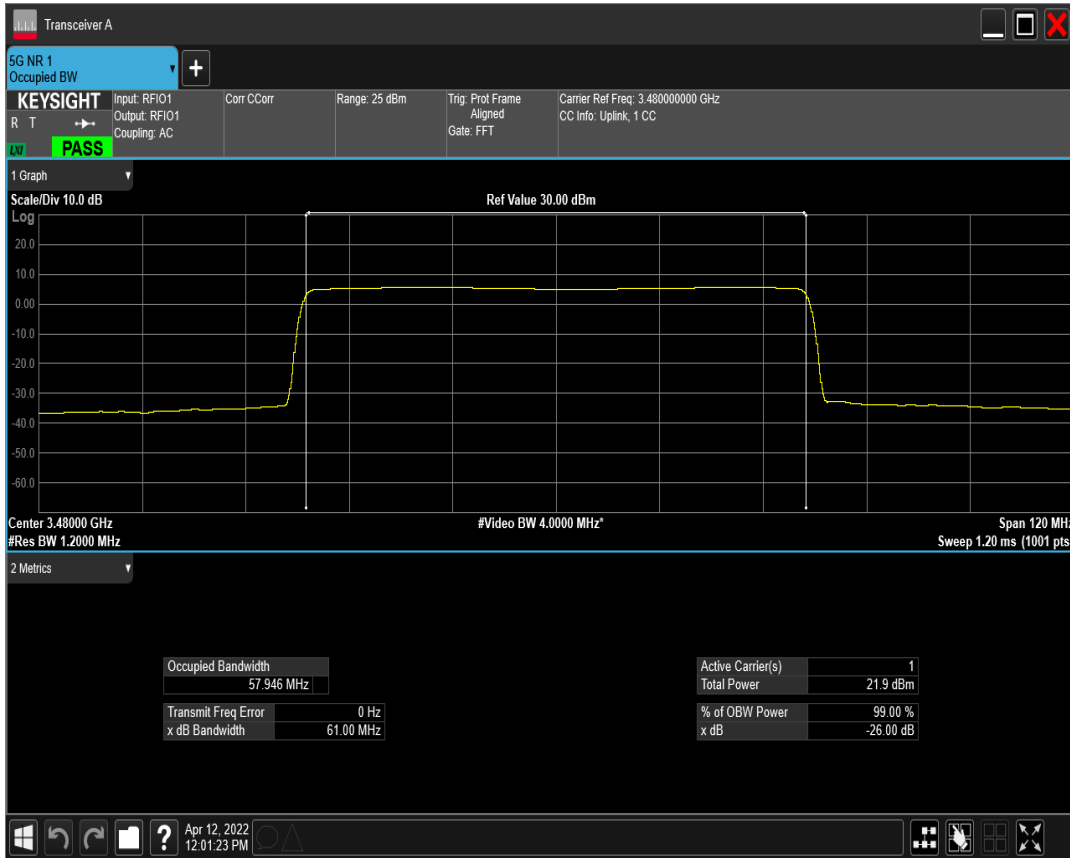 Transceiver A
5G NR 1
Occupied BW
+
KEYSIGHT
R T
LXI
PASS
Input: RFIO1
Output: RFIO1
Coupling: AC
Corr CCorr
Range: 25 dBm
Trig: Prot Frame
Aligned
Gate: FFT
Carrier Ref Freq: 3.480000000 GHz
CC Info: Uplink, 1 CC
1 Graph
Scale/Div 10.0 dB
Ref Value 30.00 dBm
Log
20.0
10.0
0.00
-10.0
-20.0
-30.0
-40.0
-50.0
-60.0
Center 3.48000 GHz
#Video BW 4.0000 MHz*
Span 120 MHz
#Res BW 1.2000 MHz
Sweep 1.20 ms (1001 pts
2 Metrics
Occupied Bandwidth
57.946 MHz
Transmit Freq Error 0 Hz
x dB Bandwidth 61.00 MHz
Active Carrier(s) 1
Total Power 21.9 dBm
% of OBW Power 99.00 %
x dB -26.00 dB
?
Apr 12, 2022
12:01:23 PM